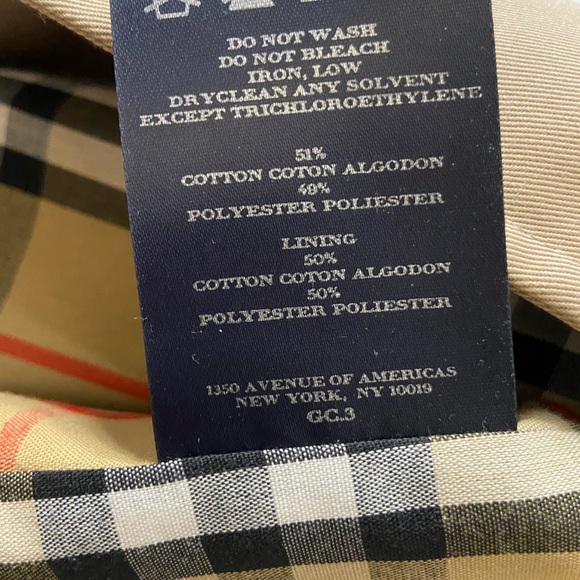 DO NOT WASH
DO NOT BLEACH
IRON, LOW
DRYCLEAN ANY SOLVENT
EXCEPT TRICHLOROETHYLENE
51%
COTTON COTON ALGODON
49%
POLYESTER POLIESTER
LINING
50%
COTTON COTON ALGODON
50%
POLYESTER POLIESTER
1350 AVENUE OF AMERICAS
NEW YORK, NY 10019
GC.3